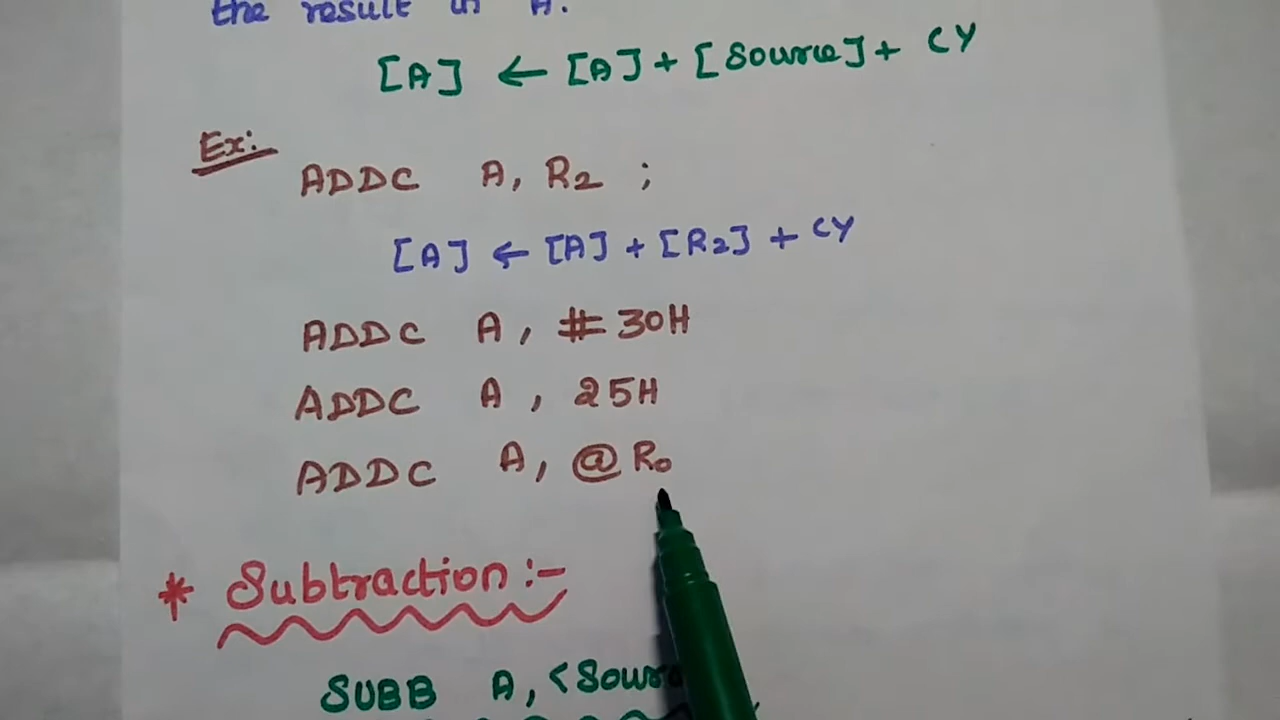 the result in A.
[A] ← [A] + [Source] + CY
Ex:
ADDC A, R2 ;
[A] ← [A] + [R2] + CY
ADDC A, #30H
ADDC A, 25H
ADDC A, @R0
* Subtraction :-
SUBB A, <Sour